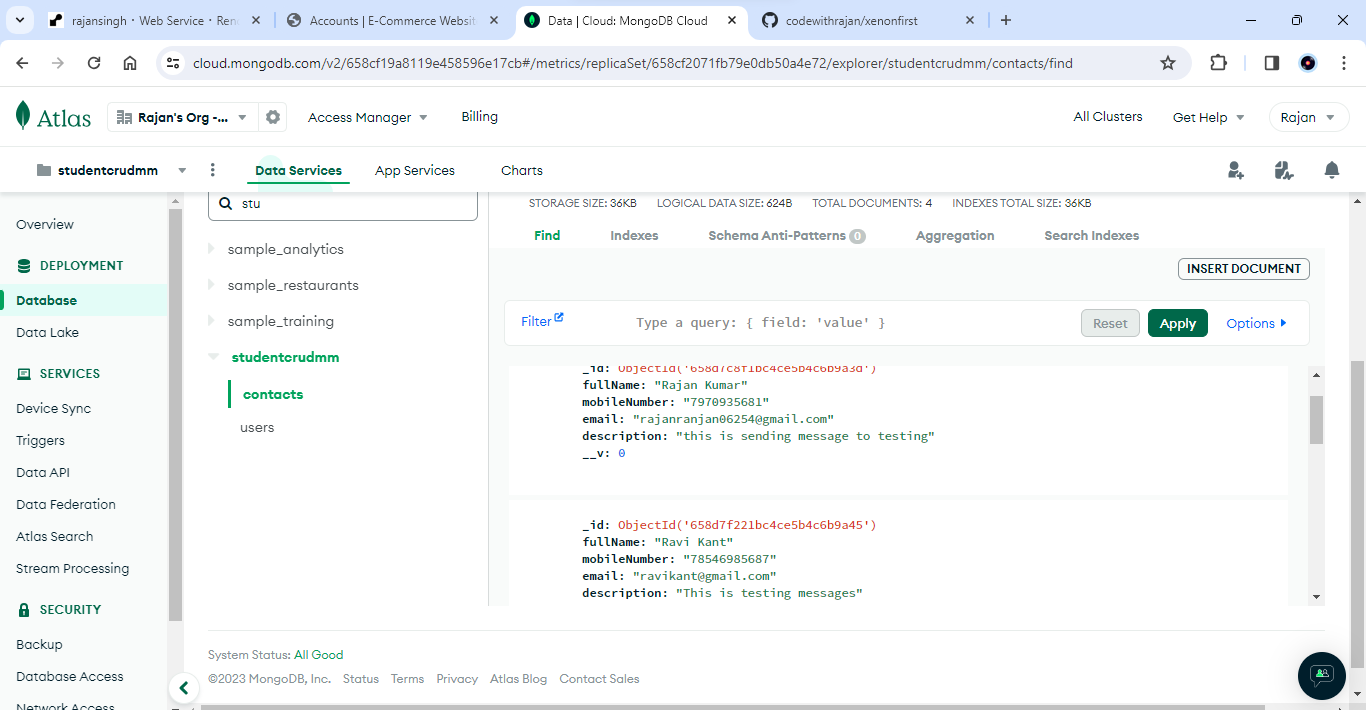 rajansingh · Web Service · Ren
Accounts | E-Commerce Websit
Data | Cloud: MongoDB Cloud
codewithrajan/xenonfirst
cloud.mongodb.com/v2/658cf19a8119e458596e17cb#/metrics/replicaSet/658cf2071fb79e0db50a4e72/explorer/studentcrudmm/contacts/find
Atlas
Rajan's Org -...
Access Manager
Billing
All Clusters
Get Help
Rajan
studentcrudmm
Data Services
App Services
Charts
Overview
DEPLOYMENT
Database
Data Lake
SERVICES
Device Sync
Triggers
Data API
Data Federation
Atlas Search
Stream Processing
SECURITY
Backup
Database Access
Network Access
stu
sample_analytics
sample_restaurants
sample_training
studentcrudmm
contacts
users
STORAGE SIZE: 36KB LOGICAL DATA SIZE: 624B TOTAL DOCUMENTS: 4 INDEXES TOTAL SIZE: 36KB
Find Indexes Schema Anti-Patterns 0 Aggregation Search Indexes
INSERT DOCUMENT
Filter Type a query: { field: 'value' } Reset Apply Options
_id: ObjectId('658d7c8f1bc4ce5b4c6b9a3d')
fullName: "Rajan Kumar"
mobileNumber: "7970935681"
email: "rajanranjan06254@gmail.com"
description: "this is sending message to testing"
__v: 0
_id: ObjectId('658d7f221bc4ce5b4c6b9a45')
fullName: "Ravi Kant"
mobileNumber: "78546985687"
email: "ravikant@gmail.com"
description: "This is testing messages"
System Status: All Good
©2023 MongoDB, Inc. Status Terms Privacy Atlas Blog Contact Sales